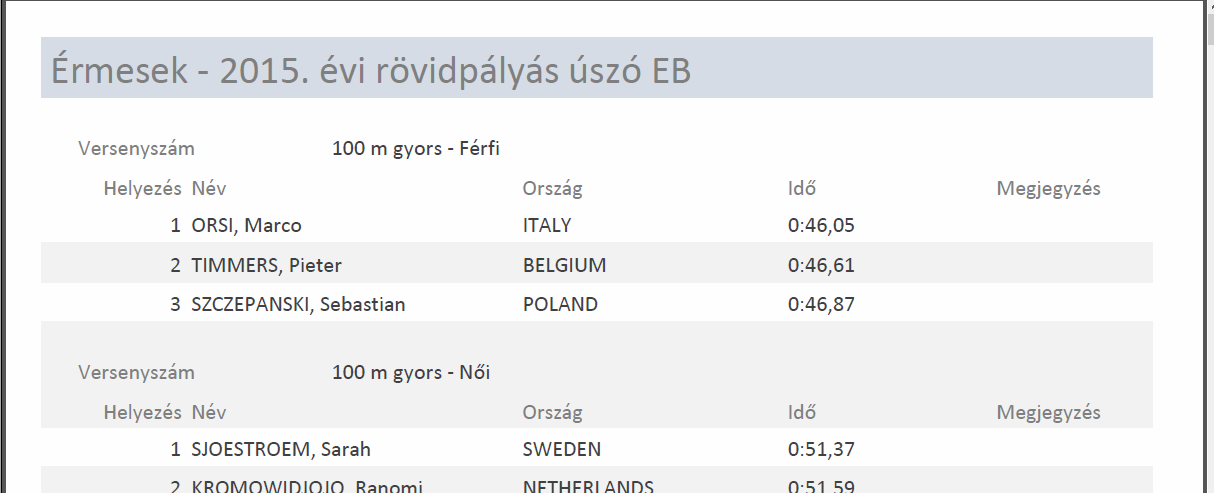 Érmesek - 2015. évi rövidpályás úszó EB
Versenyszám 100 m gyors - Férfi
Helyezés Név Ország Idő Megjegyzés
1 ORSI, Marco ITALY 0:46,05
2 TIMMERS, Pieter BELGIUM 0:46,61
3 SZCZEPANSKI, Sebastian POLAND 0:46,87
Versenyszám 100 m gyors - Női
Helyezés Név Ország Idő Megjegyzés
1 SJOESTROEM, Sarah SWEDEN 0:51,37
2 KROMOWIDJOJO, Ranomi NETHERLANDS 0:51,59